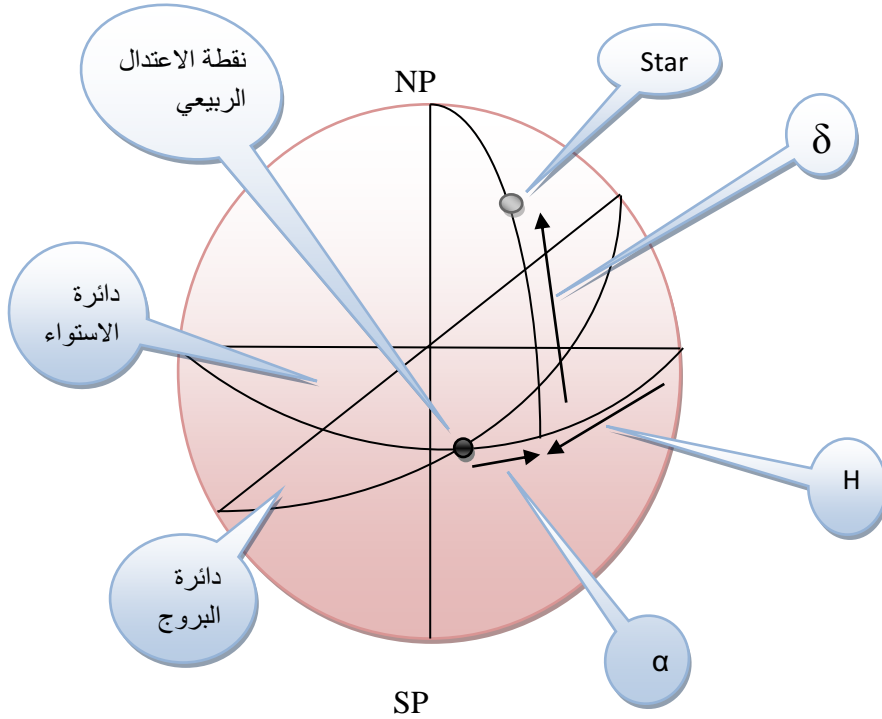 نقطة الاعتدال
الربيعي
NP
Star
δ
دائرة
الاستواء
H
دائرة
البروج
α
SP